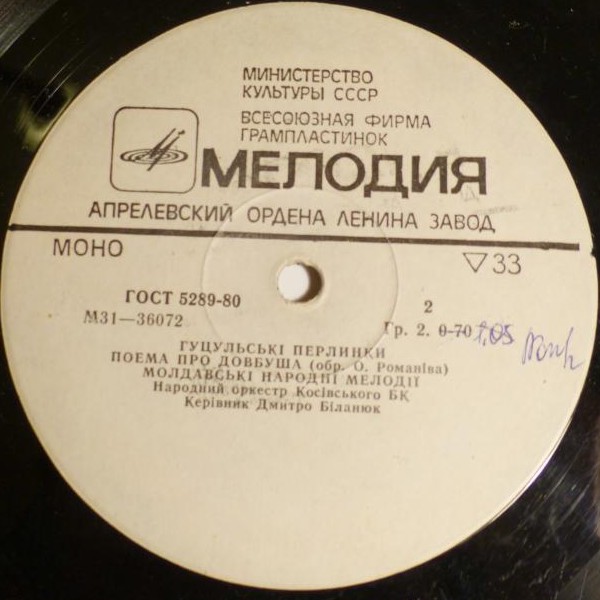 МИНИСТЕРСТВО
КУЛЬТУРЫ СССР
ВСЕСОЮЗНАЯ ФИРМА
ГРАМПЛАСТИНОК
МЕЛОДИЯ
АПРЕЛЕВСКИЙ ОРДЕНА ЛЕНИНА ЗАВОД
МОНО ▽33
ГОСТ 5289-80 2
М31—36072 Гр. 2. 0-70 1,05
ГУЦУЛЬСЬКІ ПЕРЛИНКИ
ПОЕМА ПРО ДОВБУША (обр. О. Романіва)
МОЛДАВСЬКІ НАРОДНІ МЕЛОДІЇ
Народний оркестр Косівського БК
Керівник Дмитро Біланюк